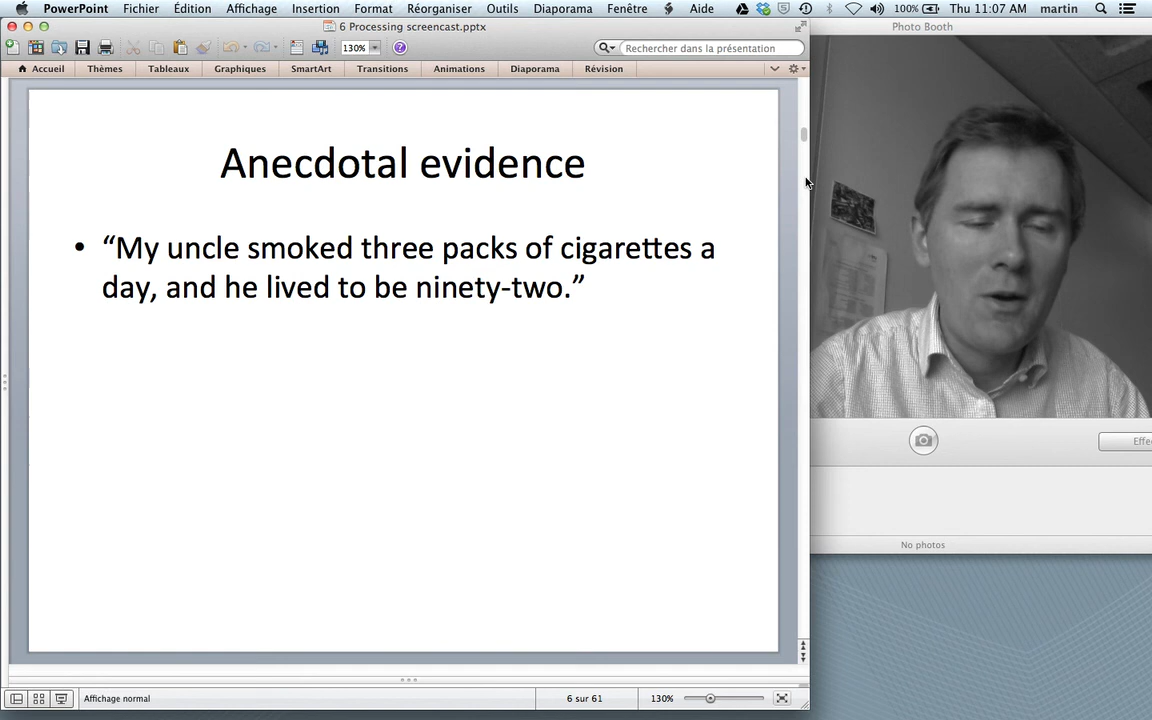 PowerPoint Fichier Édition Affichage Insertion Format Réorganiser Outils Diaporama Fenêtre Aide 100% Thu 11:07 AM martin
6 Processing screencast.pptx
Photo Booth
130% Rechercher dans la présentation
Accueil Thèmes Tableaux Graphiques SmartArt Transitions Animations Diaporama Révision
Anecdotal evidence
• “My uncle smoked three packs of cigarettes a
day, and he lived to be ninety-two.”
Effe
No photos
Affichage normal 6 sur 61 130%